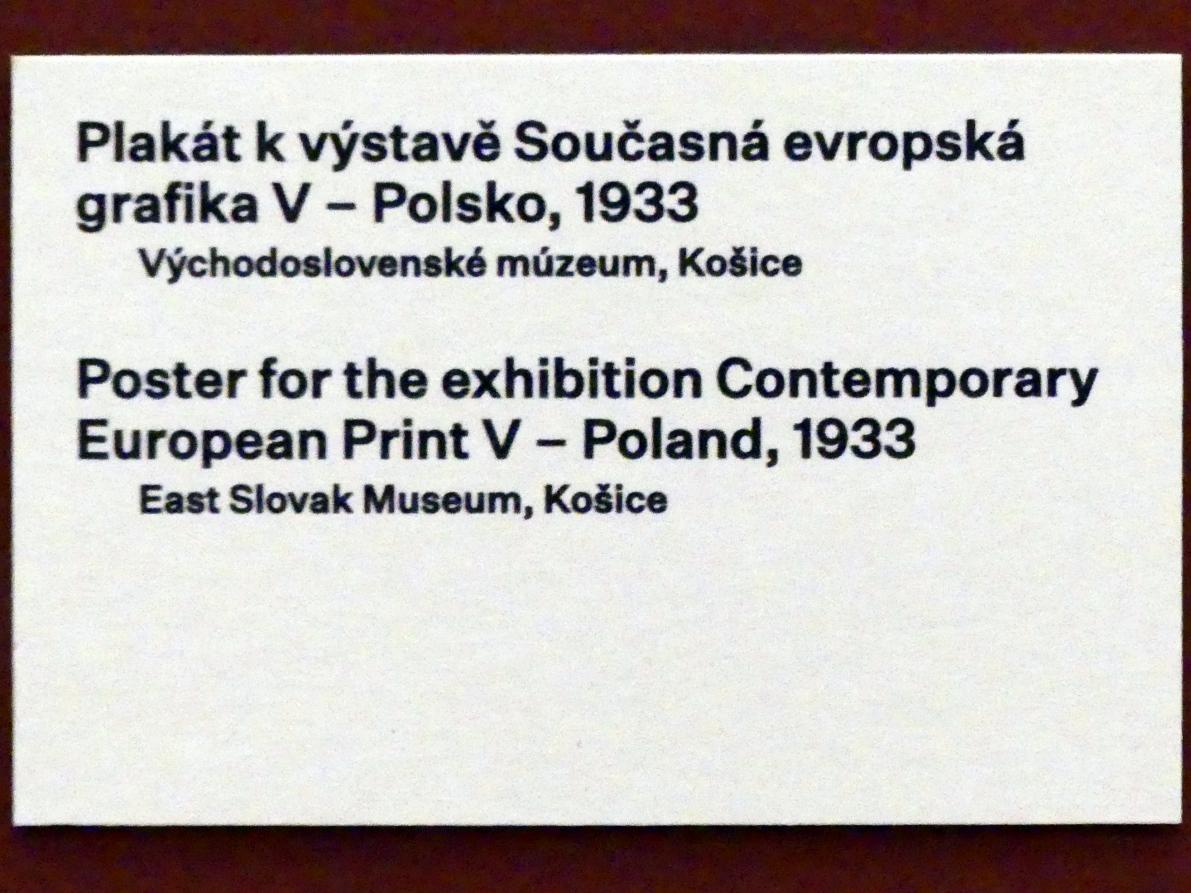 Plakát k výstavě Současná evropská
grafika V – Polsko, 1933
Východoslovenské múzeum, Košice
Poster for the exhibition Contemporary
European Print V – Poland, 1933
East Slovak Museum, Košice